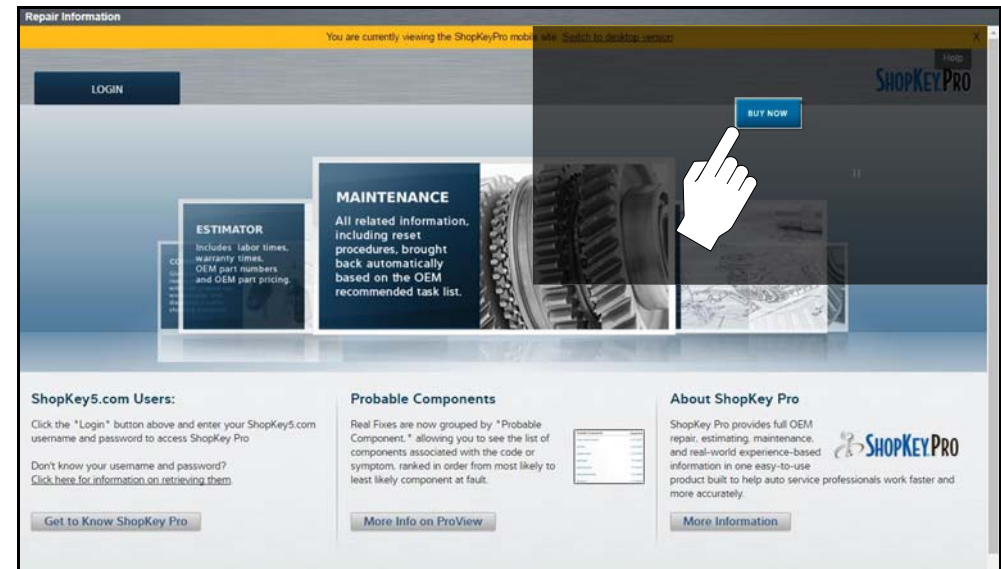 Repair Information
You are currently viewing the ShopKeyPro mobile site. Switch to desktop version X
Help
LOGIN
SHOPKEY PRO
BUY NOW
MAINTENANCE
All related information,
including reset
procedures, brought
back automatically
based on the OEM
recommended task list.
ESTIMATOR
Includes labor times,
warranty times,
OEM part numbers
and OEM part pricing.
ShopKey5.com Users:
Click the "Login" button above and enter your ShopKey5.com
username and password to access ShopKey Pro
Don't know your username and password?
Click here for information on retrieving them.
Get to Know ShopKey Pro
Probable Components
Real Fixes are now grouped by "Probable
Component," allowing you to see the list of
components associated with the code or
symptom, ranked in order from most likely to
least likely component at fault.
More Info on ProView
About ShopKey Pro
ShopKey Pro provides full OEM
repair, estimating, maintenance,
and real-world experience-based
information in one easy-to-use
product built to help auto service professionals work faster and
more accurately.
SHOPKEY PRO
More Information